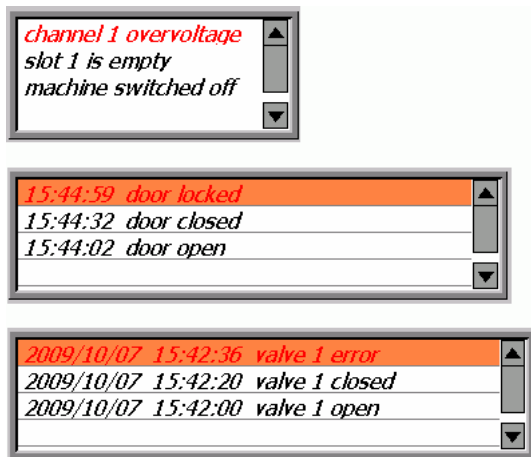 channel 1 overvoltage
slot 1 is empty
machine switched off
15:44:59 door locked
15:44:32 door closed
15:44:02 door open
2009/10/07 15:42:36 valve 1 error
2009/10/07 15:42:20 valve 1 closed
2009/10/07 15:42:00 valve 1 open